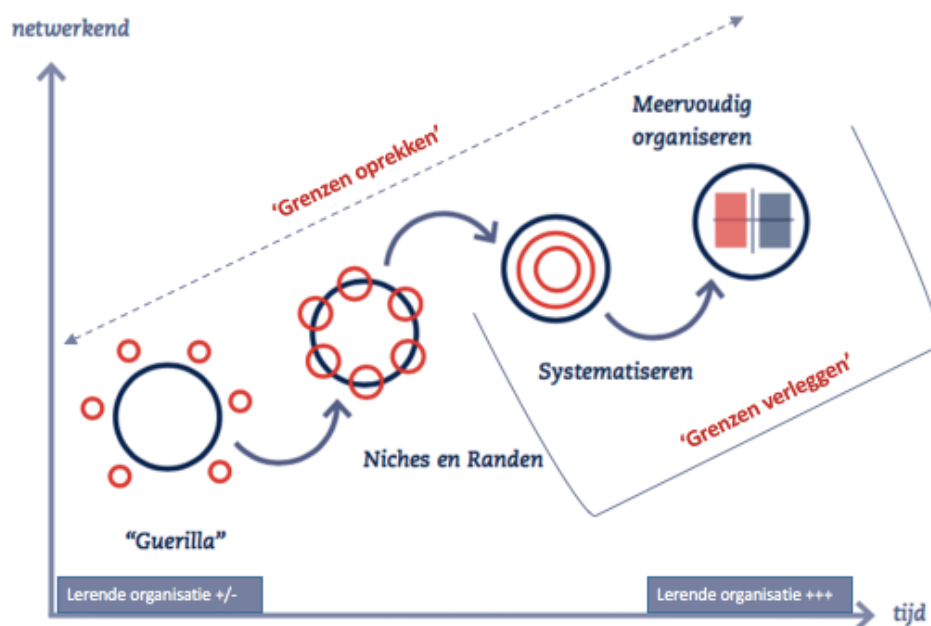 netwerkend
Meervoudig
organiseren
‘Grenzen oprekken’
Systematiseren
‘Grenzen verleggen’
Niches en Randen
“Guerilla”
Lerende organisatie +/-
Lerende organisatie +++
tijd